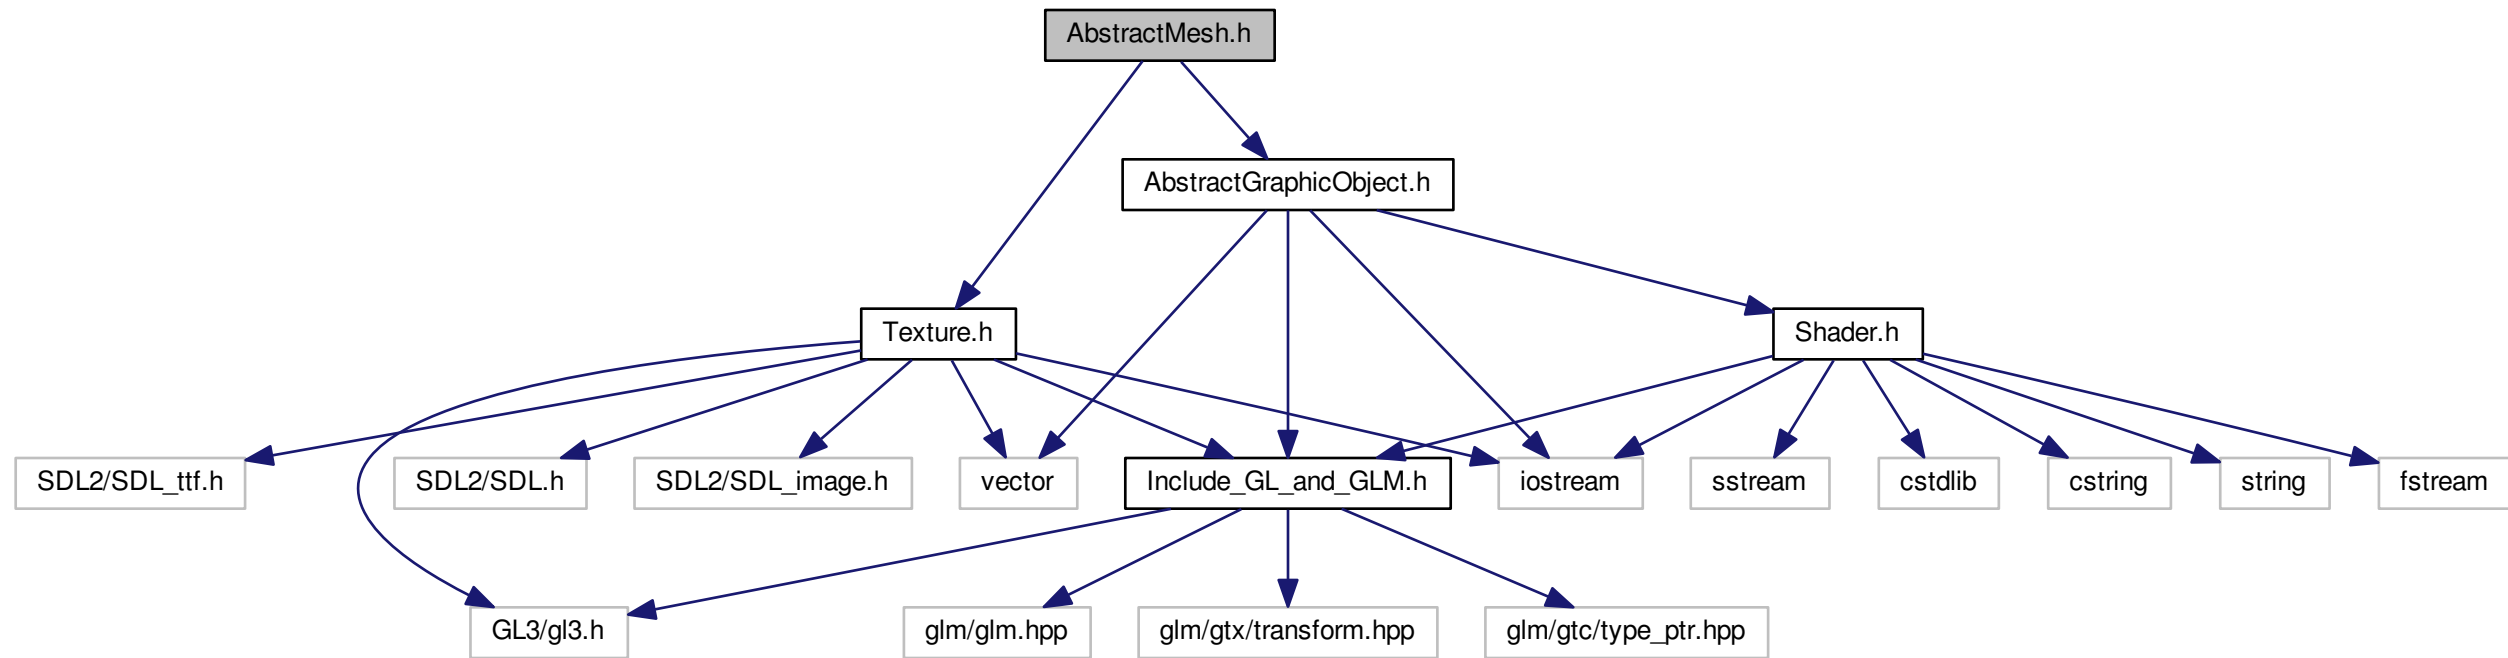 AbstractMesh.h
AbstractGraphicObject.h
Texture.h
Shader.h
SDL2/SDL_ttf.h
SDL2/SDL.h
SDL2/SDL_image.h
vector
Include_GL_and_GLM.h
iostream
sstream
cstdlib
cstring
string
fstream
GL3/gl3.h
glm/glm.hpp
glm/gtx/transform.hpp
glm/gtc/type_ptr.hpp